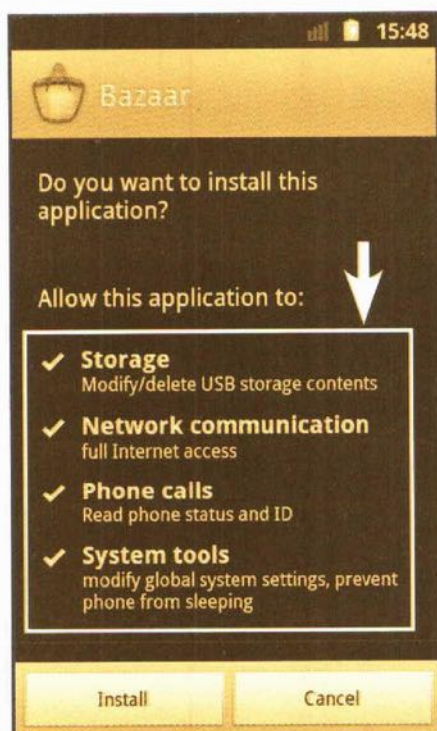 15:48
Bazaar
Do you want to install this
application?
Allow this application to:
Storage
Modify/delete USB storage contents
Network communication
full Internet access
Phone calls
Read phone status and ID
System tools
modify global system settings, prevent
phone from sleeping
Install
Cancel